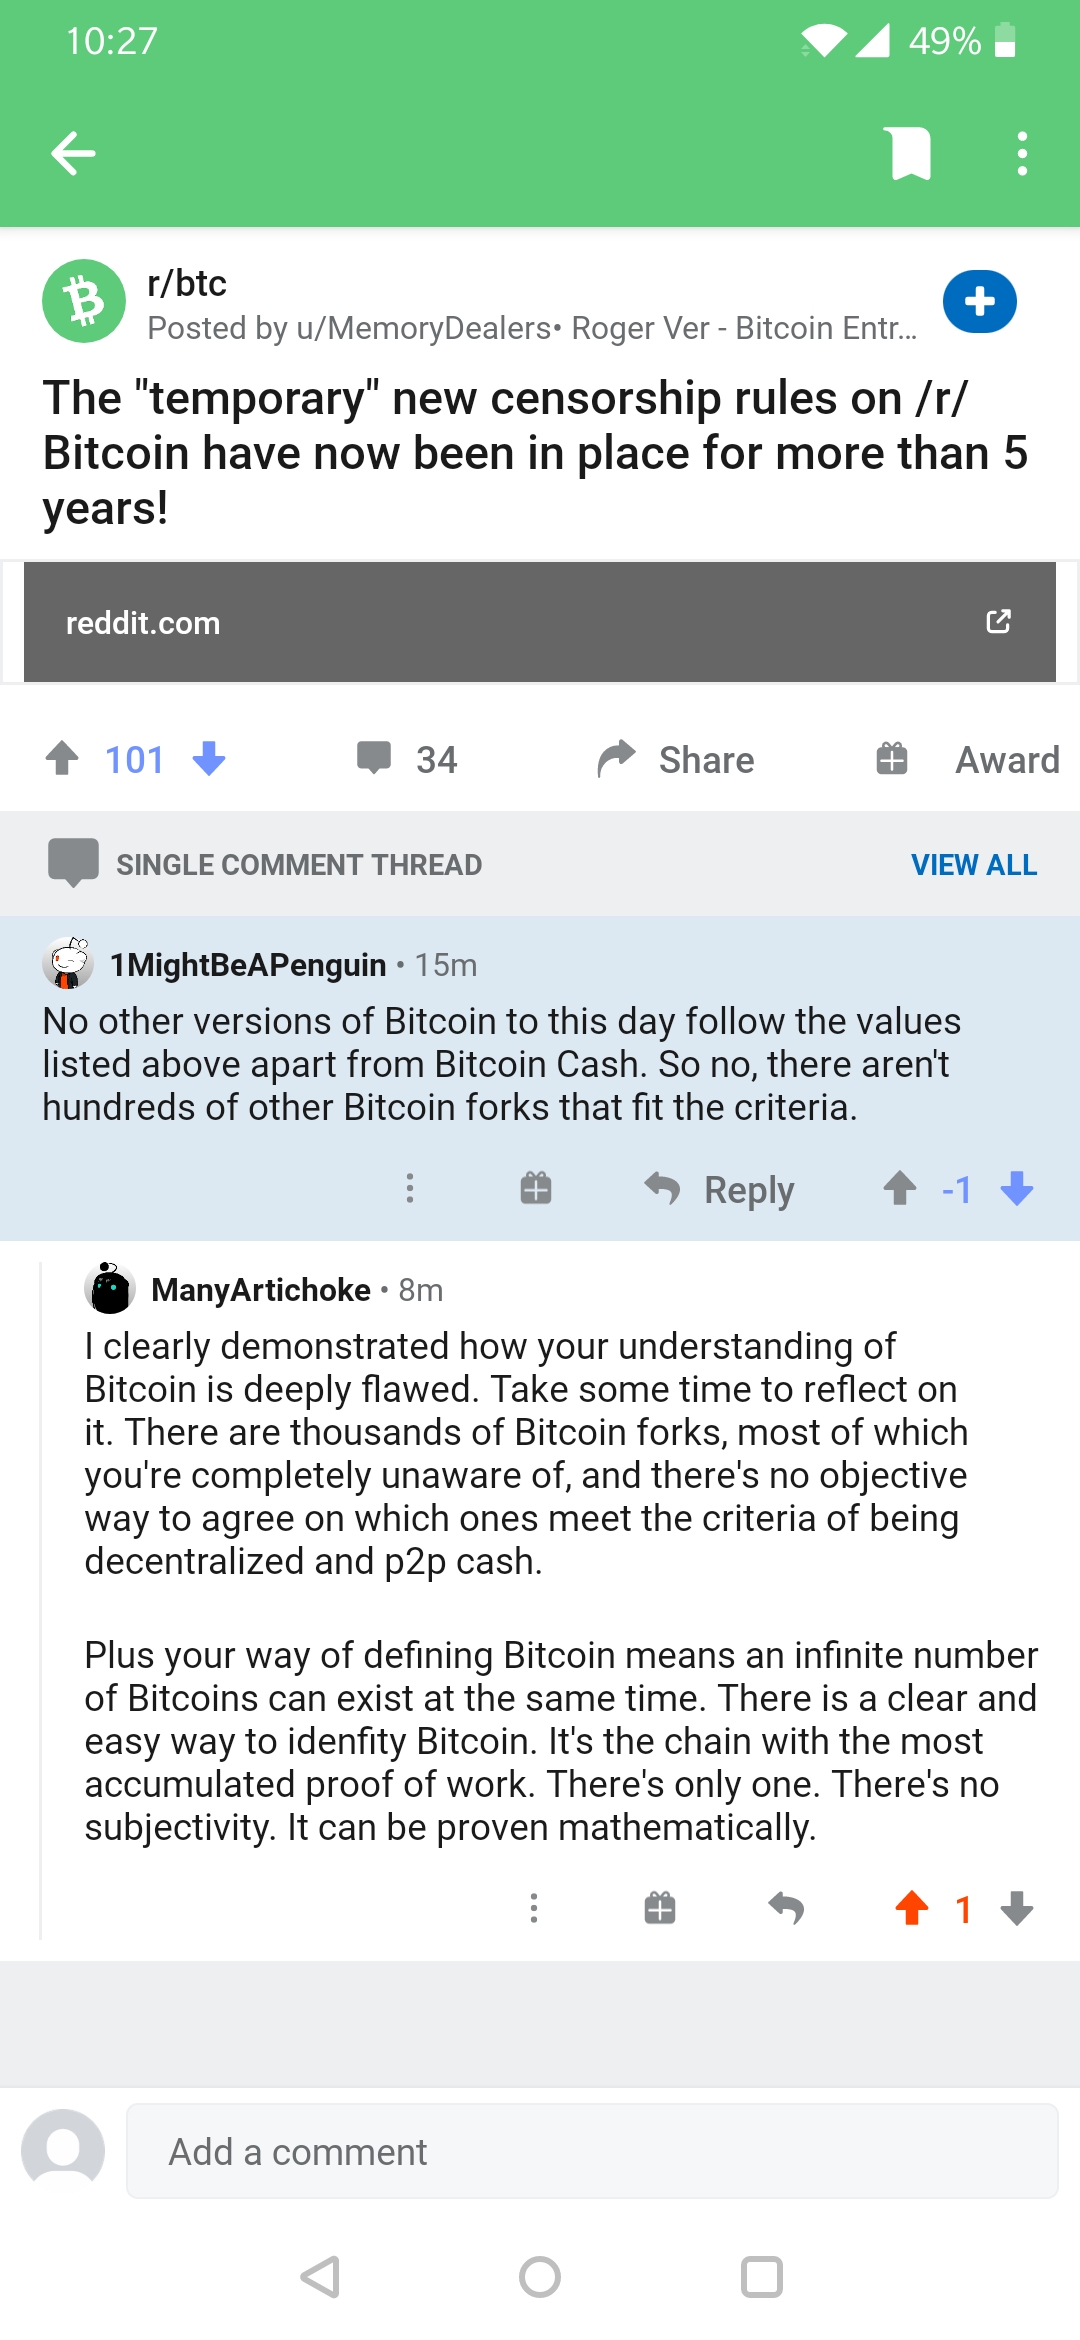 10:27
49%
r/btc
Posted by u/MemoryDealers• Roger Ver - Bitcoin Entr...
The "temporary" new censorship rules on /r/
Bitcoin have now been in place for more than 5
years!
reddit.com
101
34
Share
Award
SINGLE COMMENT THREAD
VIEW ALL
1MightBeAPenguin • 15m
No other versions of Bitcoin to this day follow the values
listed above apart from Bitcoin Cash. So no, there aren't
hundreds of other Bitcoin forks that fit the criteria.
Reply
-1
ManyArtichoke • 8m
I clearly demonstrated how your understanding of
Bitcoin is deeply flawed. Take some time to reflect on
it. There are thousands of Bitcoin forks, most of which
you're completely unaware of, and there's no objective
way to agree on which ones meet the criteria of being
decentralized and p2p cash.
Plus your way of defining Bitcoin means an infinite number
of Bitcoins can exist at the same time. There is a clear and
easy way to idenfity Bitcoin. It's the chain with the most
accumulated proof of work. There's only one. There's no
subjectivity. It can be proven mathematically.
1
Add a comment